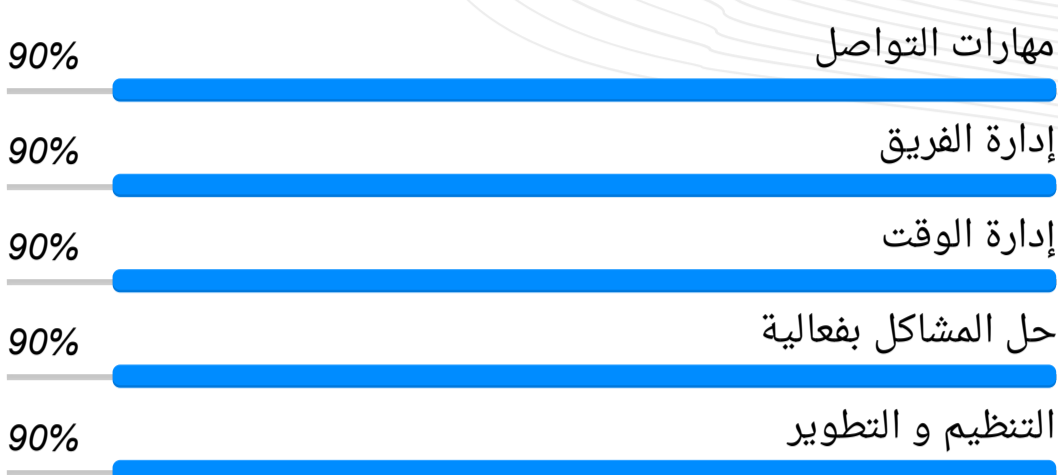 مهارات التواصل 90%
إدارة الفريق 90%
إدارة الوقت 90%
حل المشاكل بفعالية 90%
التنظيم و التطوير 90%